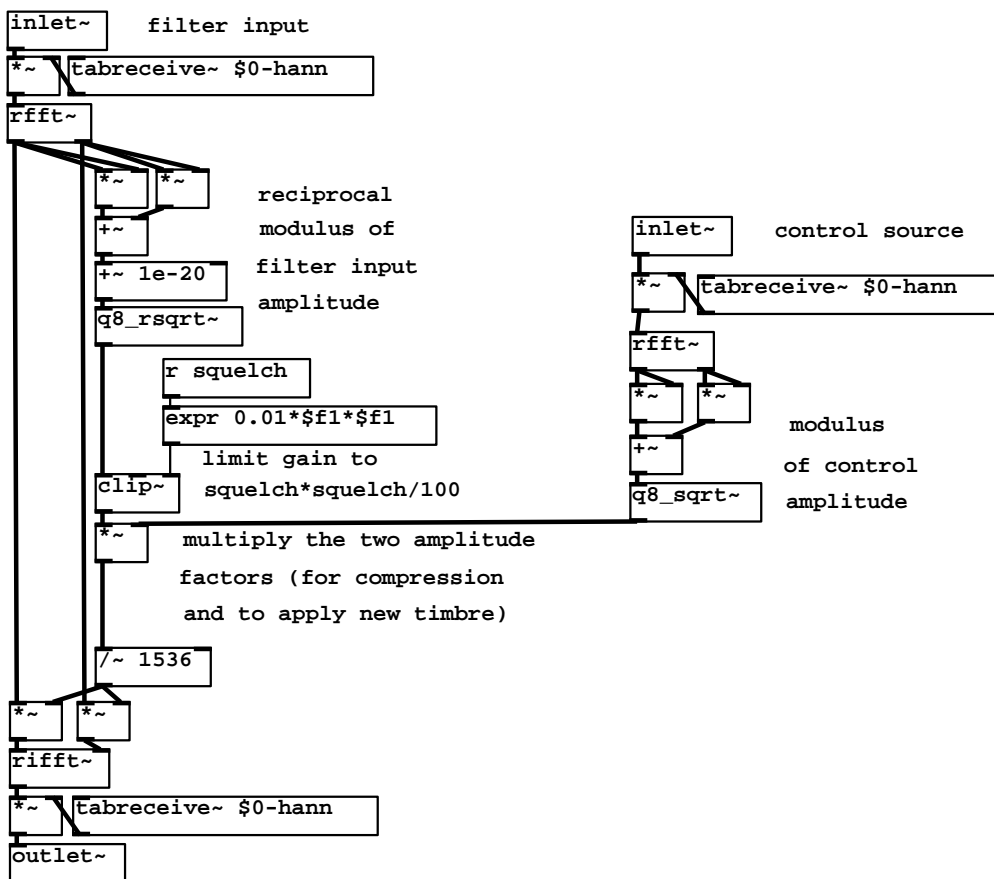 inlet~
filter input
*~
tabreceive~ $0-hann
rfft~
*~
*~
reciprocal
+~
modulus of
+~ 1e-20
filter input
amplitude
q8_rsqrt~
r squelch
expr 0.01*$f1*$f1
limit gain to
clip~
squelch*squelch/100
*~
multiply the two amplitude
factors (for compression
and to apply new timbre)
inlet~
control source
*~
tabreceive~ $0-hann
rfft~
*~
*~
modulus
+~
of control
q8_sqrt~
amplitude
/~ 1536
*~
*~
rifft~
*~
tabreceive~ $0-hann
outlet~